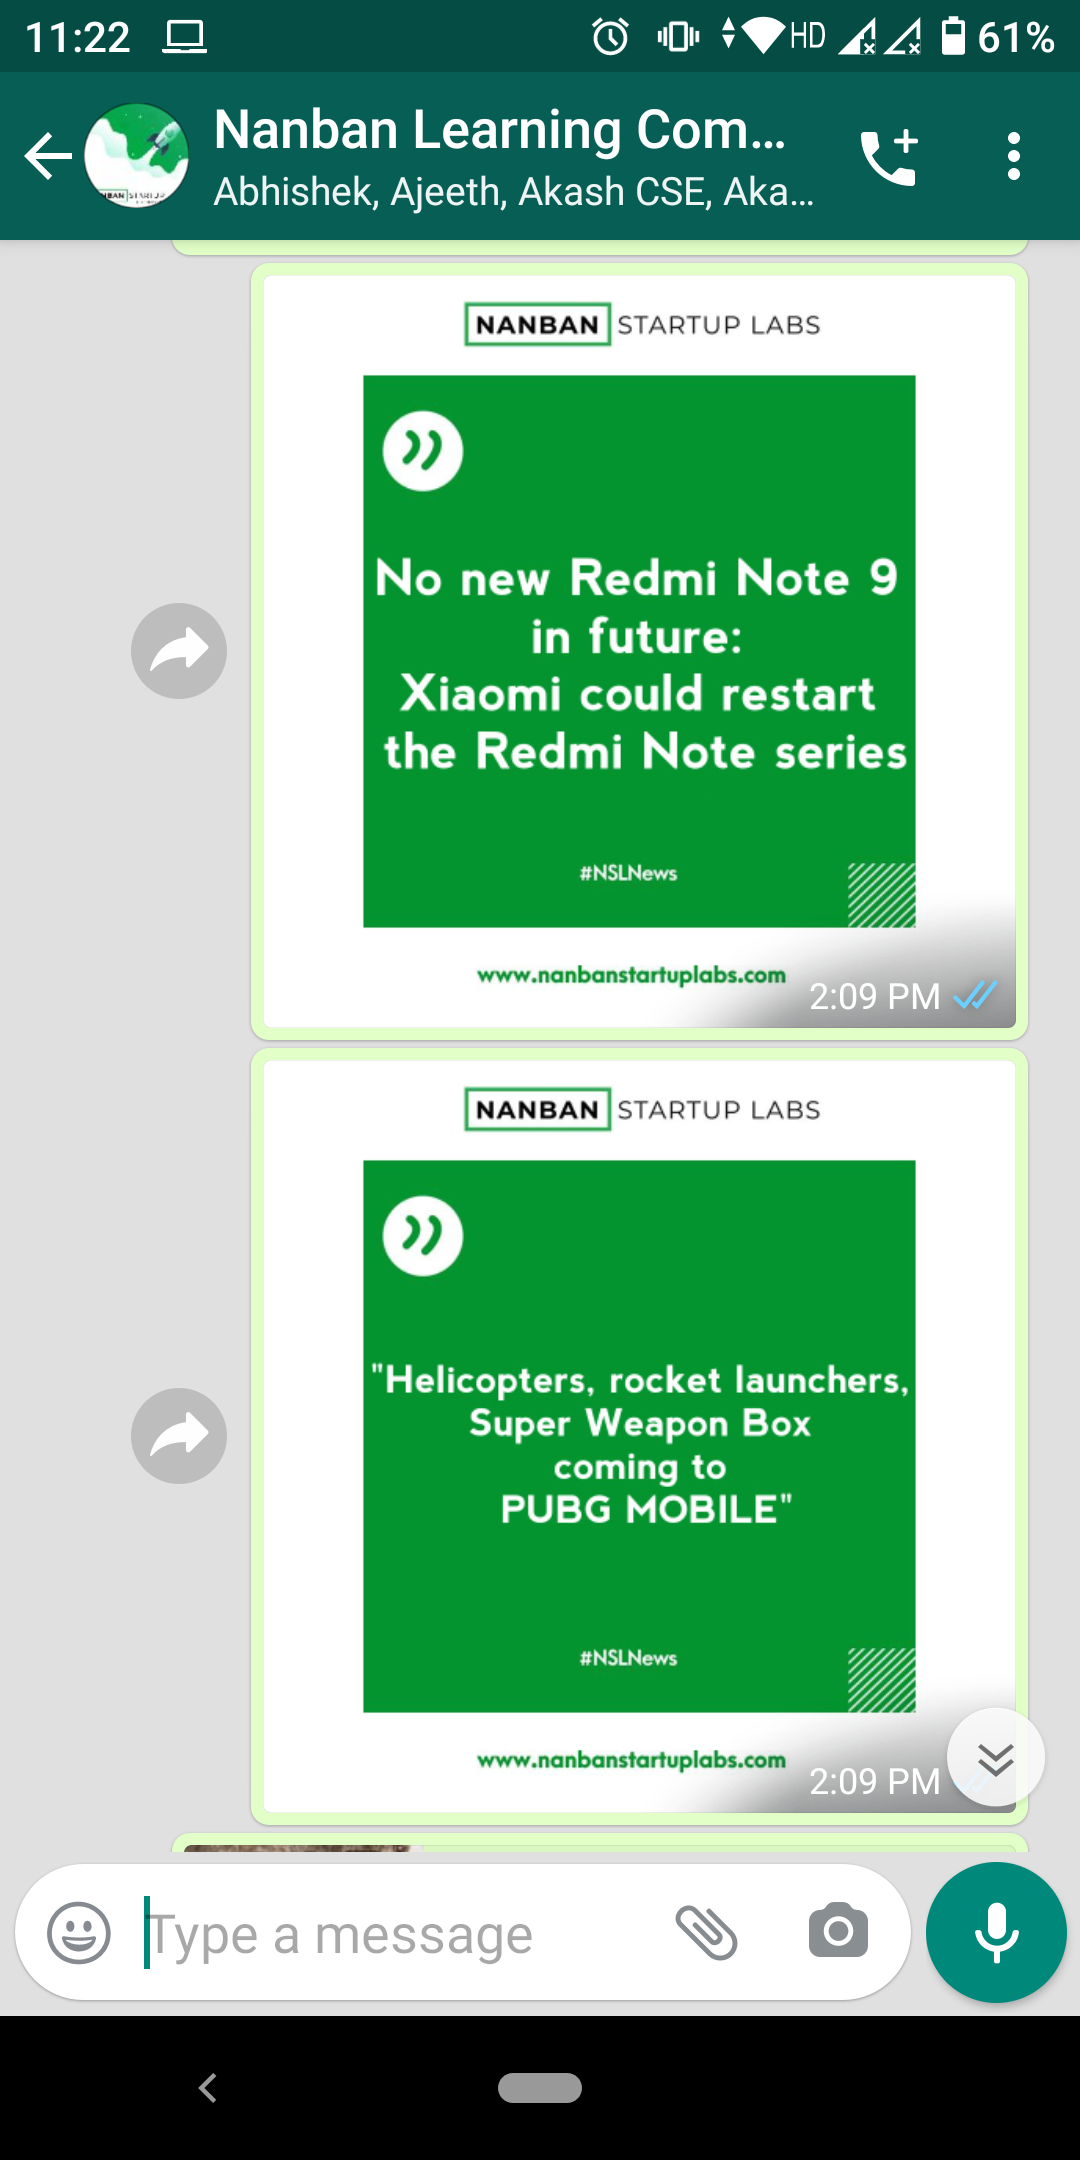 11:22 HD 61%
Nanban Learning Com...
Abhishek, Ajeeth, Akash CSE, Aka...
NANBAN STARTUP LABS
No new Redmi Note 9
in future:
Xiaomi could restart
the Redmi Note series
#NSLNews
www.nanbanstartuplabs.com
2:09 PM
NANBAN STARTUP LABS
"Helicopters, rocket launchers,
Super Weapon Box
coming to
PUBG MOBILE"
#NSLNews
www.nanbanstartuplabs.com
2:09 PM
Type a message